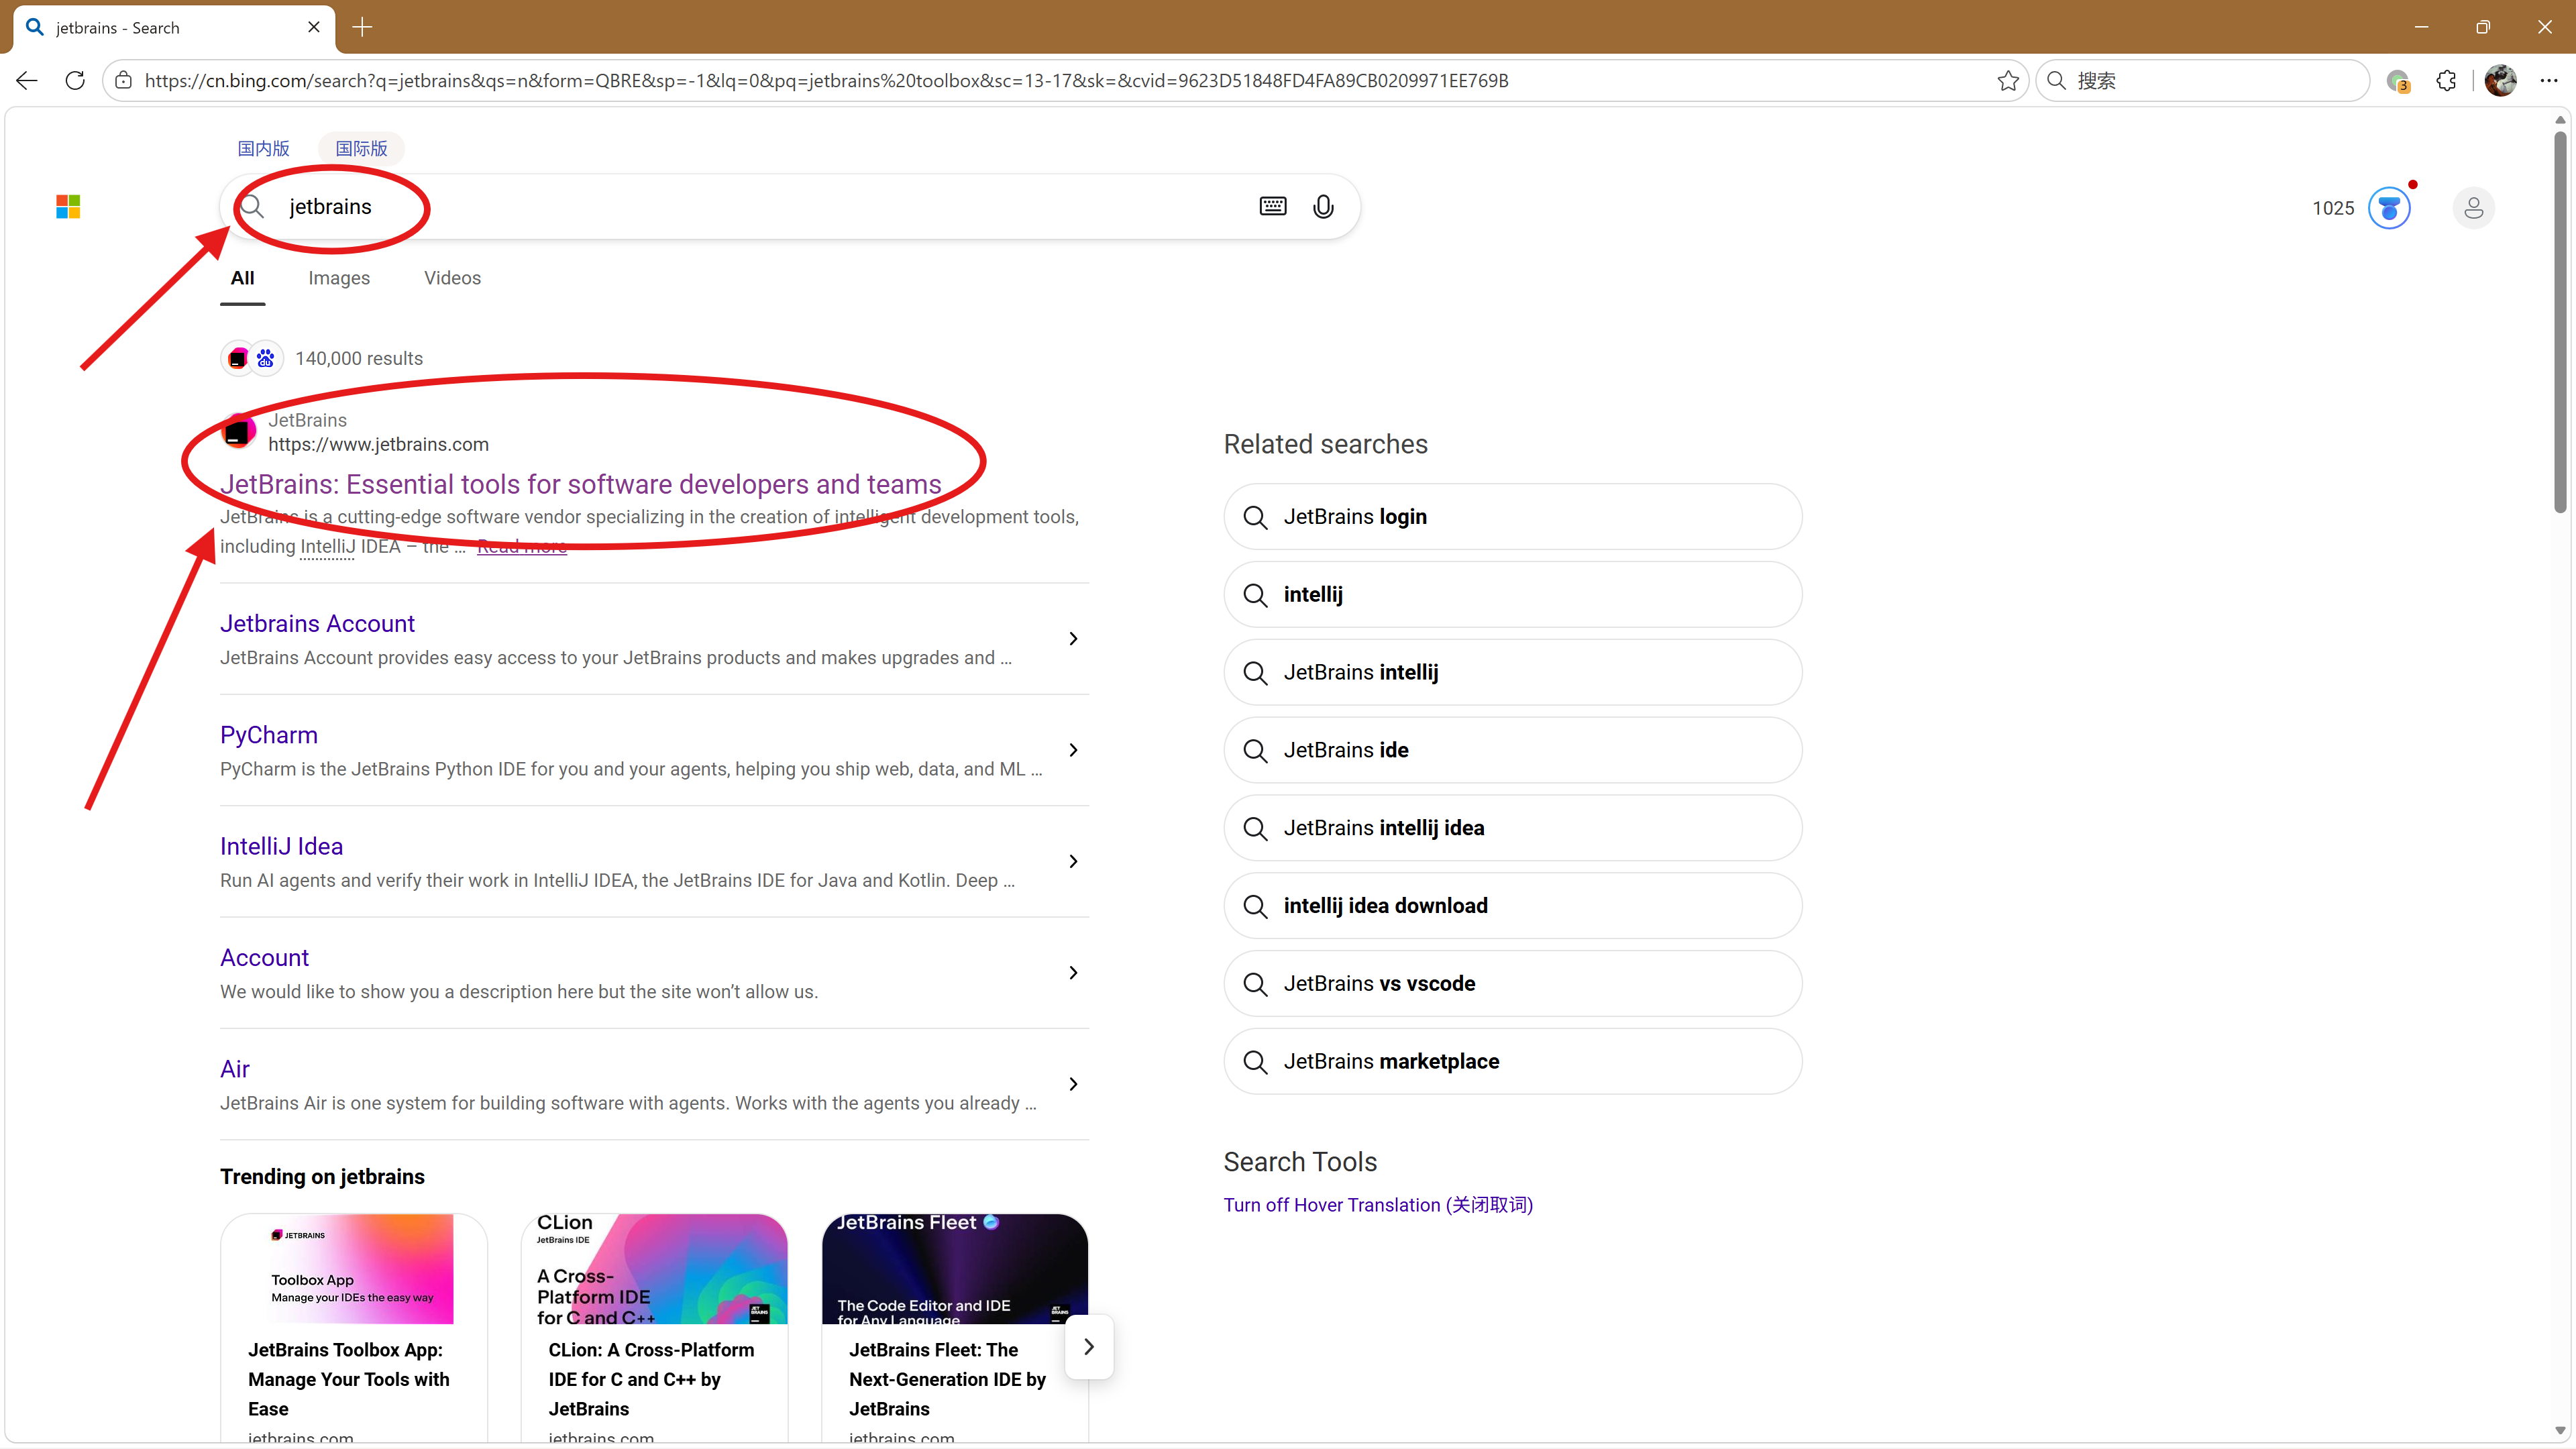 jetbrains - Search
https://cn.bing.com/search?q=jetbrains&qs=n&form=QBRE&sp=-1&lq=0&pq=jetbrains%20toolbox&sc=13-17&sk=&cvid=9623D51848FD4FA89CB0209971EE769B
搜索
3
国内版
国际版
jetbrains
1025
All
Images
Videos
140,000 results
JetBrains
https://www.jetbrains.com
JetBrains: Essential tools for software developers and teams
JetBrains is a cutting-edge software vendor specializing in the creation of intelligent development tools,
including IntelliJ IDEA – the ... Read more
Jetbrains Account
JetBrains Account provides easy access to your JetBrains products and makes upgrades and ...
PyCharm
PyCharm is the JetBrains Python IDE for you and your agents, helping you ship web, data, and ML ...
IntelliJ Idea
Run AI agents and verify their work in IntelliJ IDEA, the JetBrains IDE for Java and Kotlin. Deep ...
Account
We would like to show you a description here but the site won’t allow us.
Air
JetBrains Air is one system for building software with agents. Works with the agents you already ...
Trending on jetbrains
JETBRAINS
Toolbox App
Manage your IDEs the easy way
JetBrains Toolbox App:
Manage Your Tools with
Ease
jetbrains.com
CLion
JetBrains IDE
A Cross-
Platform IDE
for C and C++
JET
BRAINS
CLion: A Cross-Platform
IDE for C and C++ by
JetBrains
jetbrains.com
JetBrains Fleet
The Code Editor and IDE
for Any Language
JET
BRAINS
JetBrains Fleet: The
Next-Generation IDE by
JetBrains
jetbrains.com
Related searches
JetBrains login
intellij
JetBrains intellij
JetBrains ide
JetBrains intellij idea
intellij idea download
JetBrains vs vscode
JetBrains marketplace
Search Tools
Turn off Hover Translation (关闭取词)